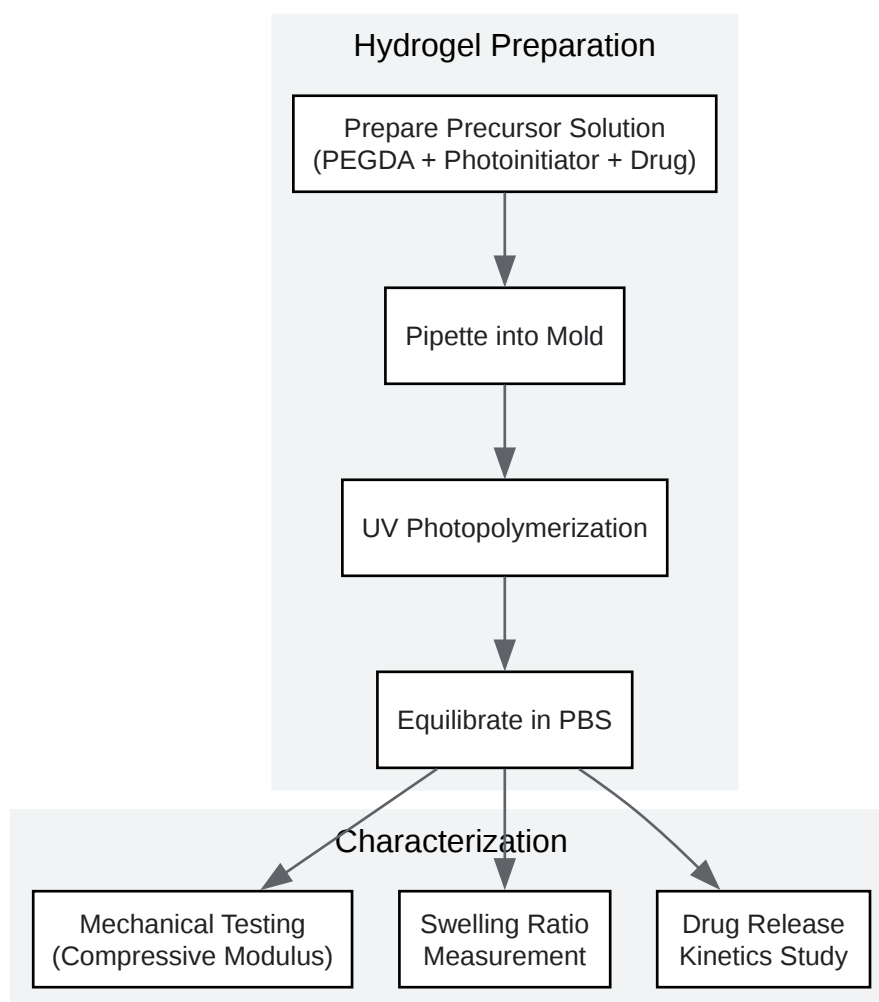 Hydrogel Preparation
Prepare Precursor Solution
(PEGDA + Photoinitiator + Drug)
Pipette into Mold
UV Photopolymerization
Equilibrate in PBS
Characterization
Mechanical Testing
(Compressive Modulus)
Swelling Ratio
Measurement
Drug Release
Kinetics Study